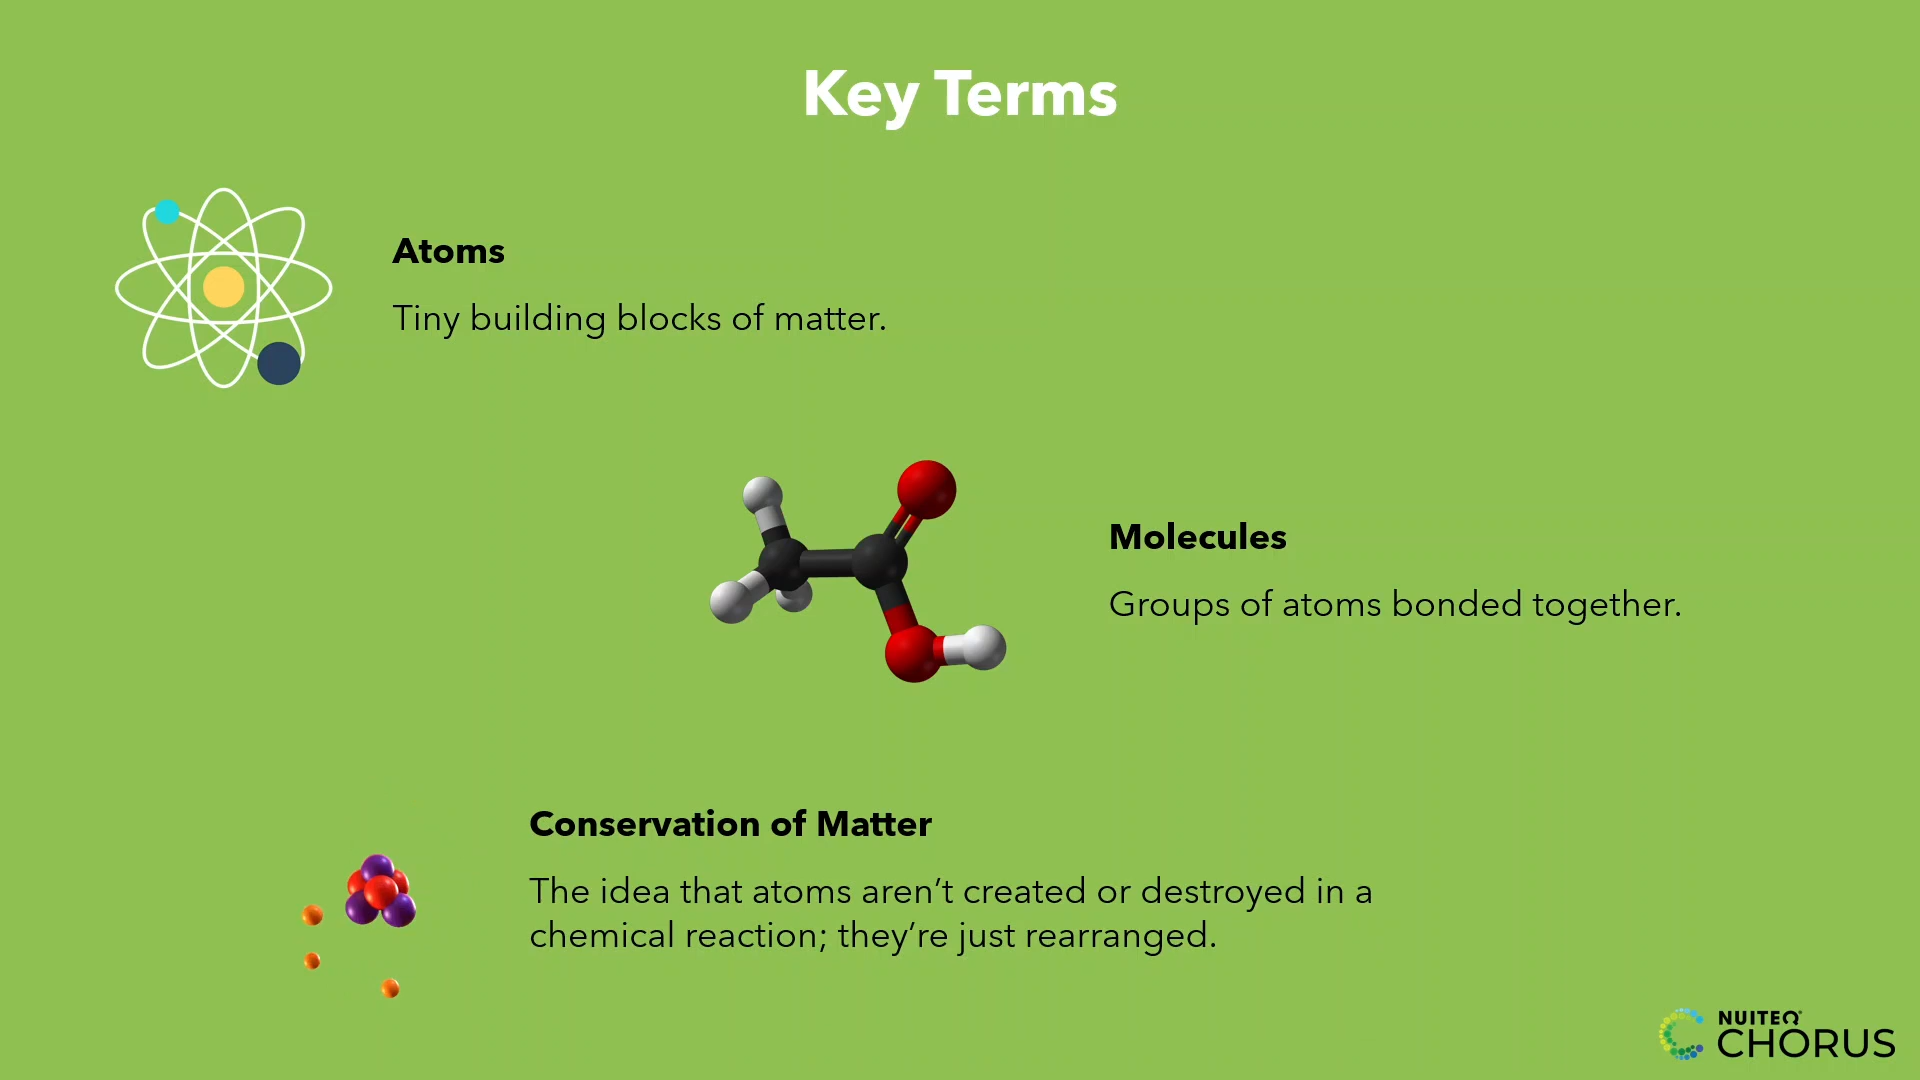 Key Terms
Atoms
Tiny building blocks of matter.
Molecules
Groups of atoms bonded together.
Conservation of Matter
The idea that atoms aren’t created or destroyed in a
chemical reaction; they’re just rearranged.
NUITEQ
CHORUS